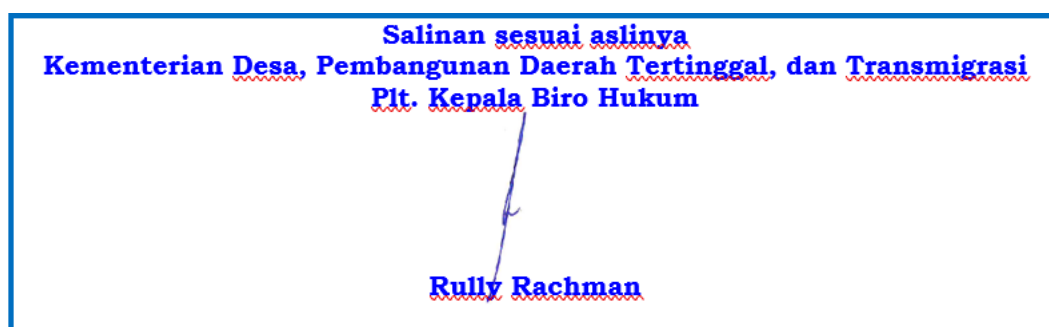 Salinan sesuai aslinya
Kementerian Desa, Pembangunan Daerah Tertinggal, dan Transmigrasi
Plt. Kepala Biro Hukum
Rully Rachman